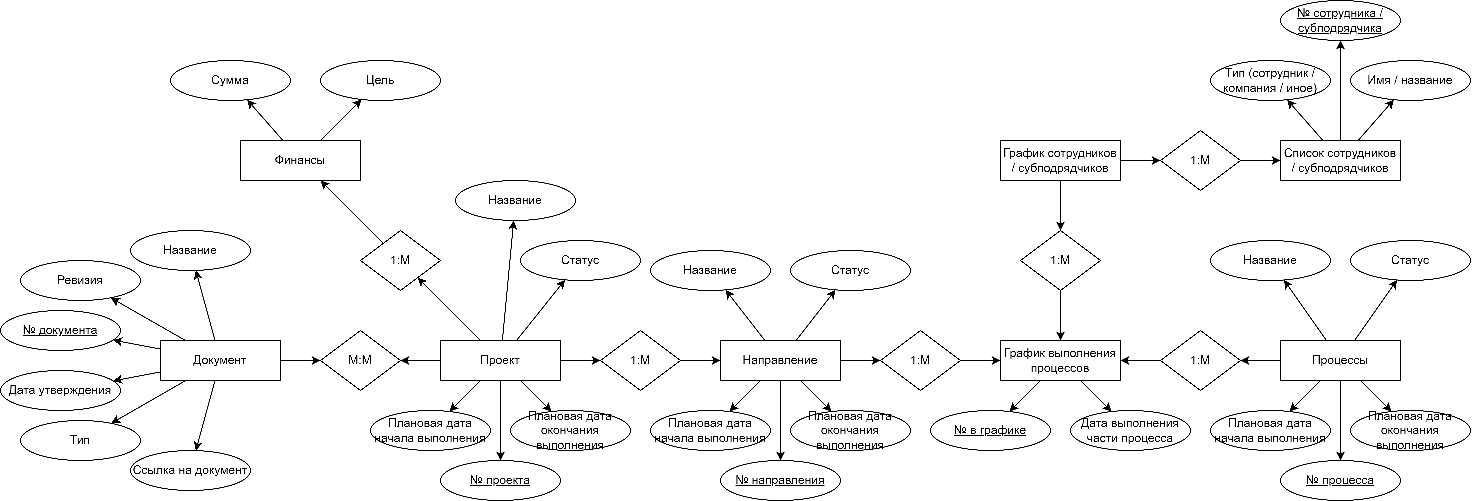 № сотрудника /
субподрядчика
Сумма
Цель
Тип (сотрудник /
компания / иное)
Имя / название
Финансы
График сотрудников
/ субподрядчиков
1:М
Список сотрудников
/ субподрядчиков
Название
Название
1:М
Статус
Название
Статус
1:М
Название
Статус
Ревизия
№ документа
Документ
М:М
Проект
1:М
Направление
1:М
График выполнения
процессов
1:М
Процессы
Дата утверждения
Тип
Ссылка на документ
Плановая дата
начала выполнения
Плановая дата
окончания
выполнения
№ проекта
Плановая дата
начала выполнения
Плановая дата
окончания
выполнения
№ направления
№ в графике
Дата выполнения
части процесса
Плановая дата
начала выполнения
Плановая дата
окончания
выполнения
№ процесса